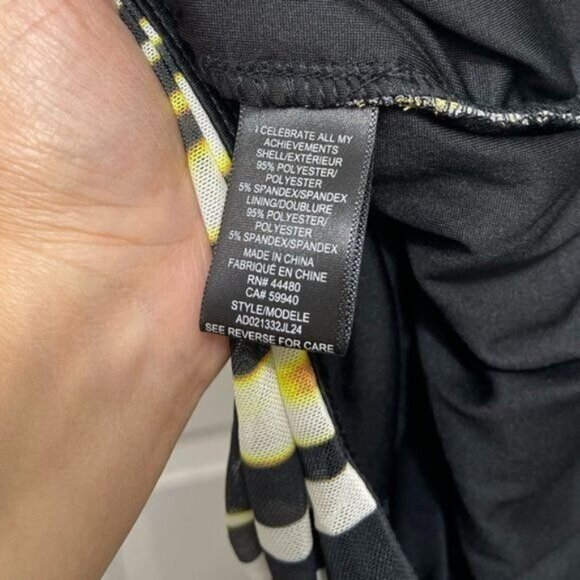 I CELEBRATE ALL MY
ACHIEVEMENTS
SHELL/EXTÉRIEUR
95% POLYESTER/
POLYESTER
5% SPANDEX/SPANDEX
LINING/DOUBLURE
95% POLYESTER/
POLYESTER
5% SPANDEX/SPANDEX
MADE IN CHINA
FABRIQUÉ EN CHINE
RN# 44480
CA# 59940
STYLE/MODELE
AD021332JL24
SEE REVERSE FOR CARE